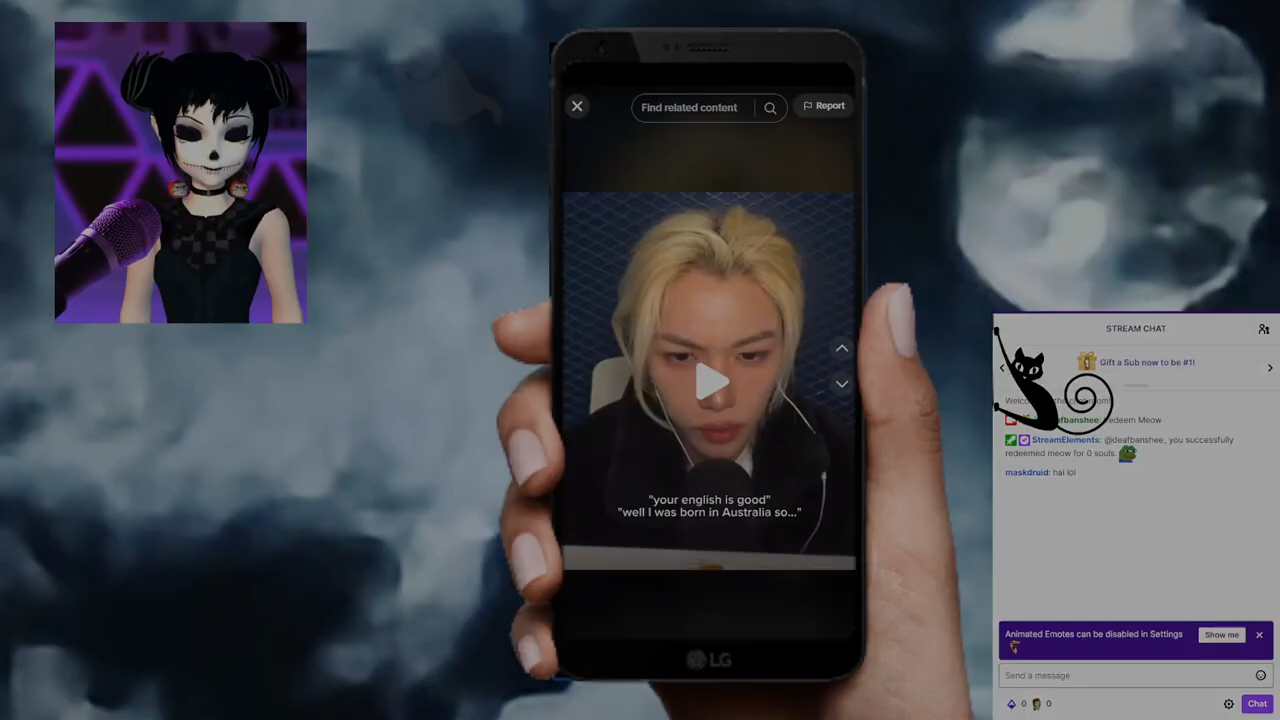 Find related content
Report
"your english is good"
"well I was born in Australia so..."
LG
STREAM CHAT
Gift a Sub now to be #1!
deafbanshee: redeem Meow
StreamElements: @deafbanshee, you successfully
redeemed meow for 0 souls.
maskdruid: hai lol
Animated Emotes can be disabled in Settings
Show me
Send a message
0 0
Chat